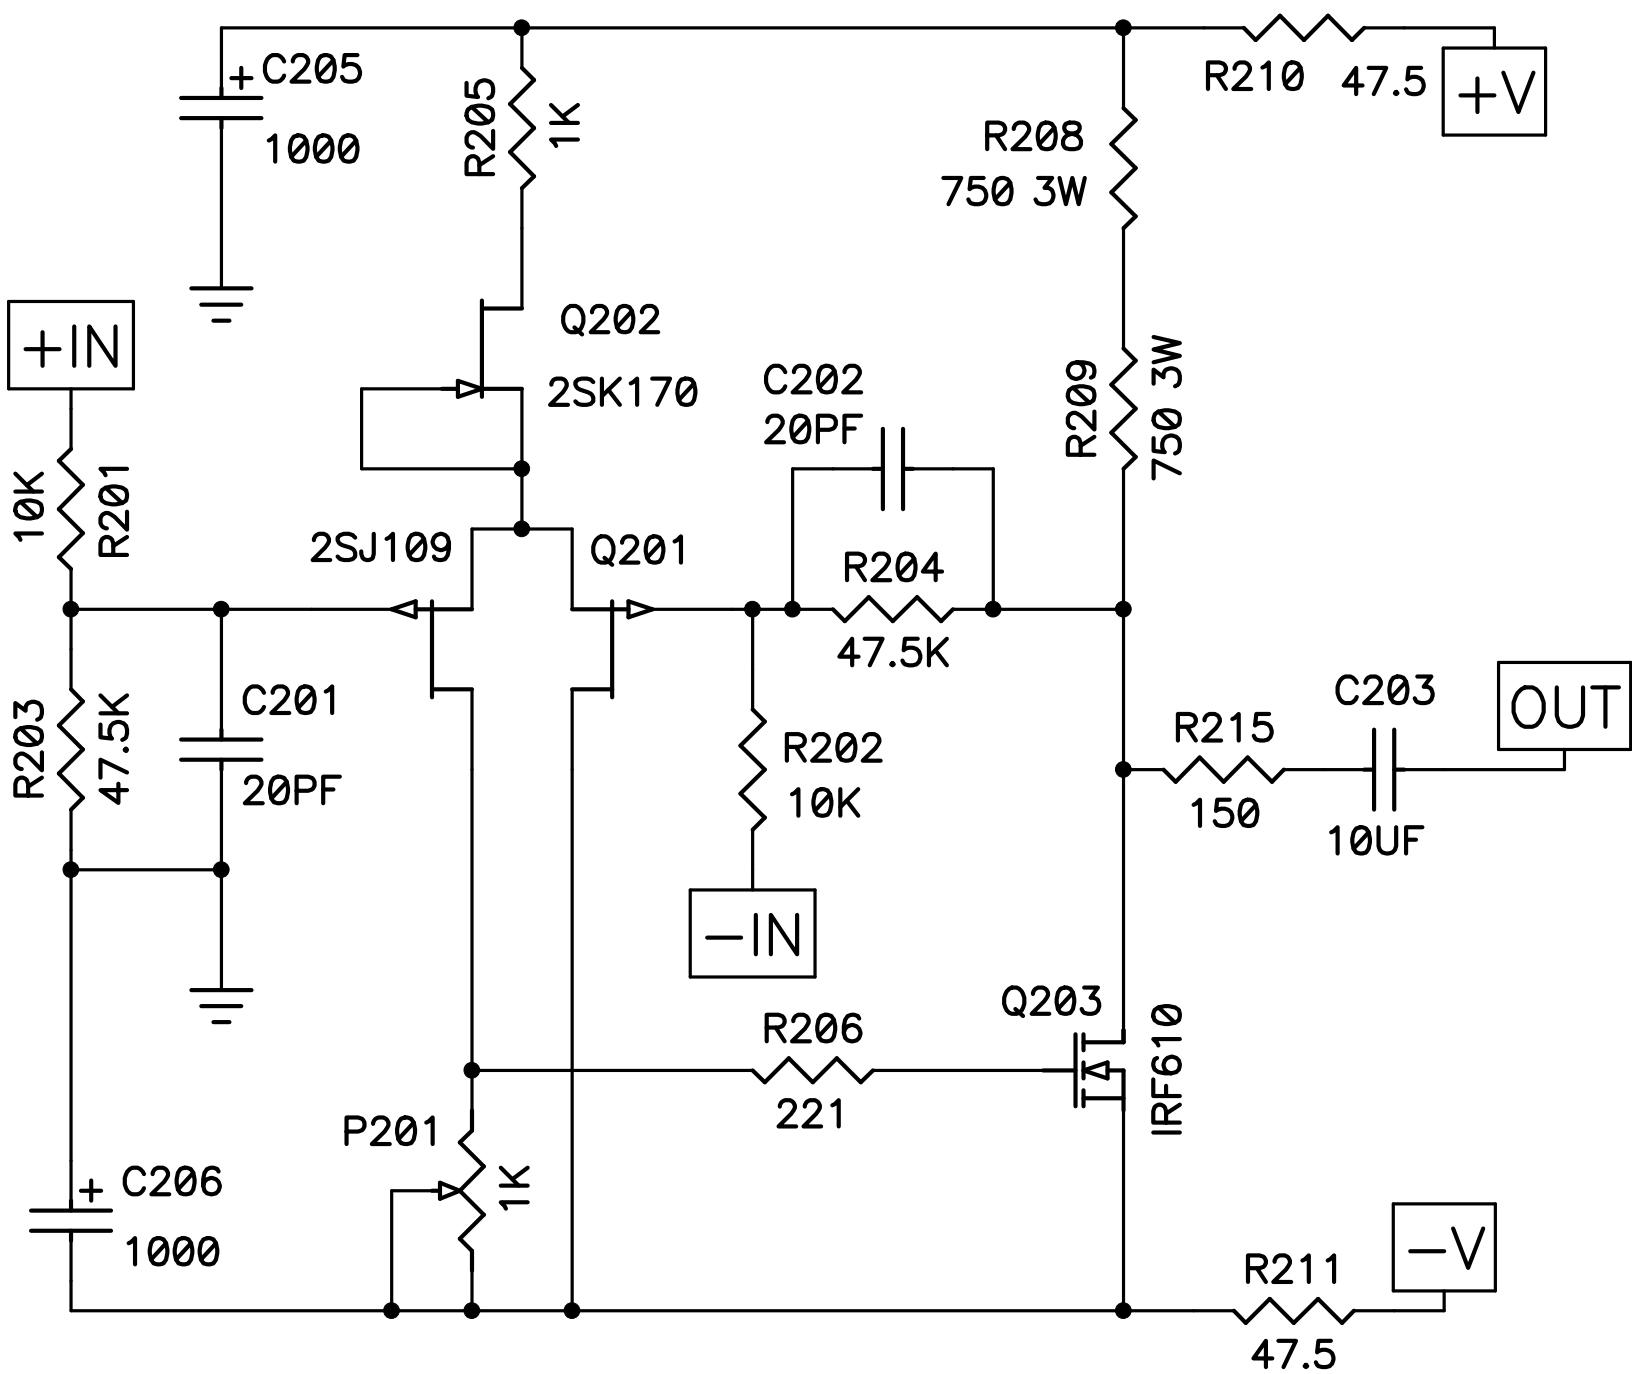 C205
+
1000
R205
1K
R210
47.5
+V
R208
750 3W
+IN
Q202
2SK170
C202
20PF
R209
750 3W
10K
R201
2SJ109
Q201
R204
47.5K
R203
47.5K
C201
20PF
R202
10K
R215
150
C203
10UF
OUT
-IN
Q203
IRF610
R206
221
P201
1K
+
C206
1000
R211
47.5
-V